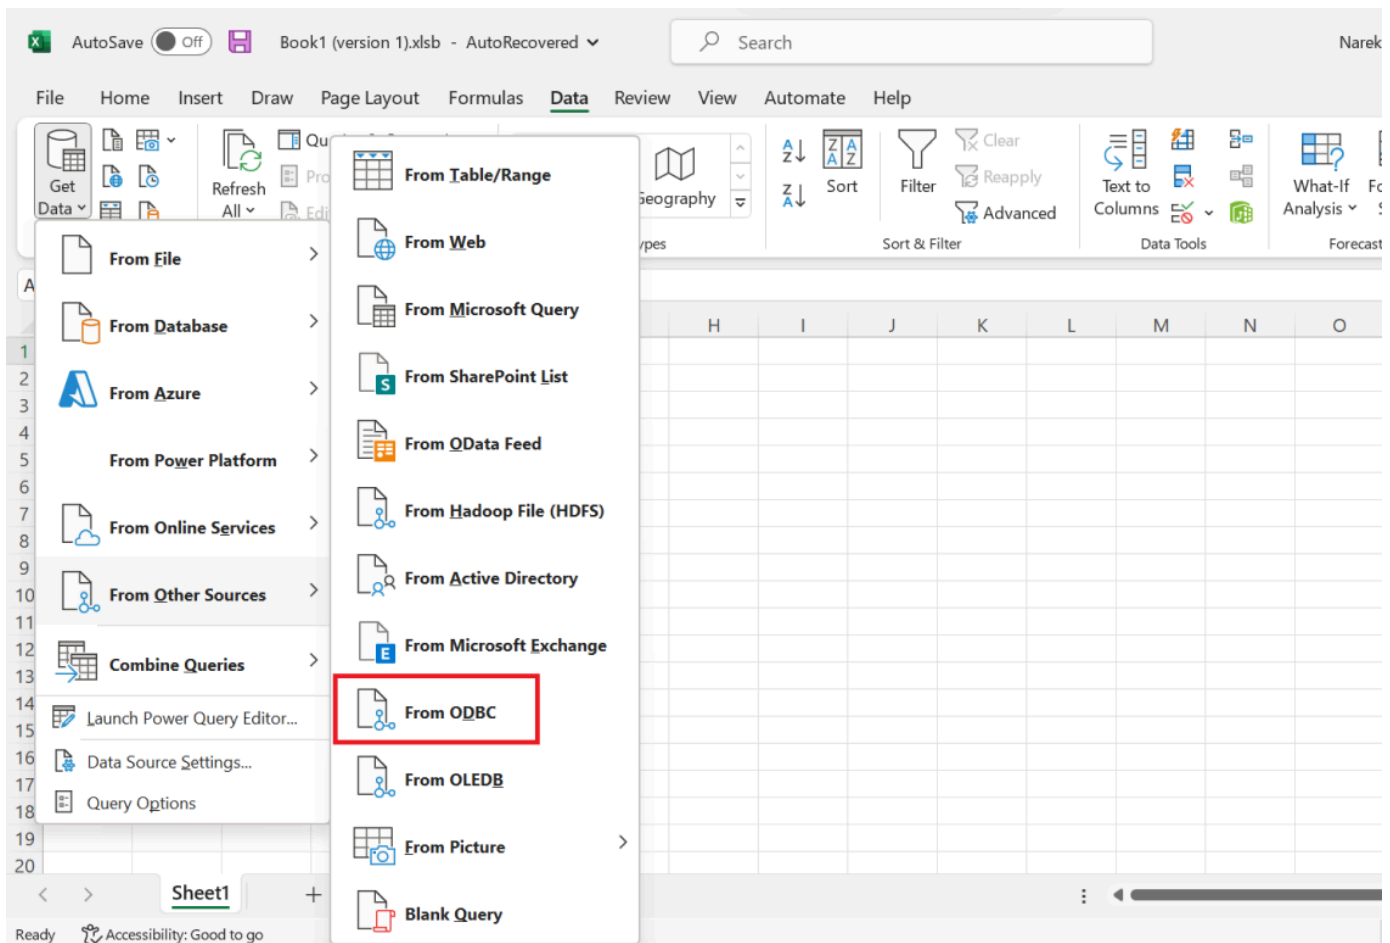 AutoSave Off Book1 (version 1).xlsb - AutoRecovered Search Narek
File Home Insert Draw Page Layout Formulas Data Review View Automate Help
Get Data
Refresh All
Geography
Sort
Filter
Clear
Reapply
Advanced
Text to Columns
What-If Analysis
Sort & Filter
Data Tools
Forecast
From File
From Database
From Azure
From Power Platform
From Online Services
From Other Sources
Combine Queries
Launch Power Query Editor...
Data Source Settings...
Query Options
From Table/Range
From Web
From Microsoft Query
From SharePoint List
From OData Feed
From Hadoop File (HDFS)
From Active Directory
From Microsoft Exchange
From ODBC
From OLEDB
From Picture
Blank Query
A
H I J K L M N O
1
2
3
4
5
6
7
8
9
10
11
12
13
14
15
16
17
18
19
20
Sheet1
Ready Accessibility: Good to go